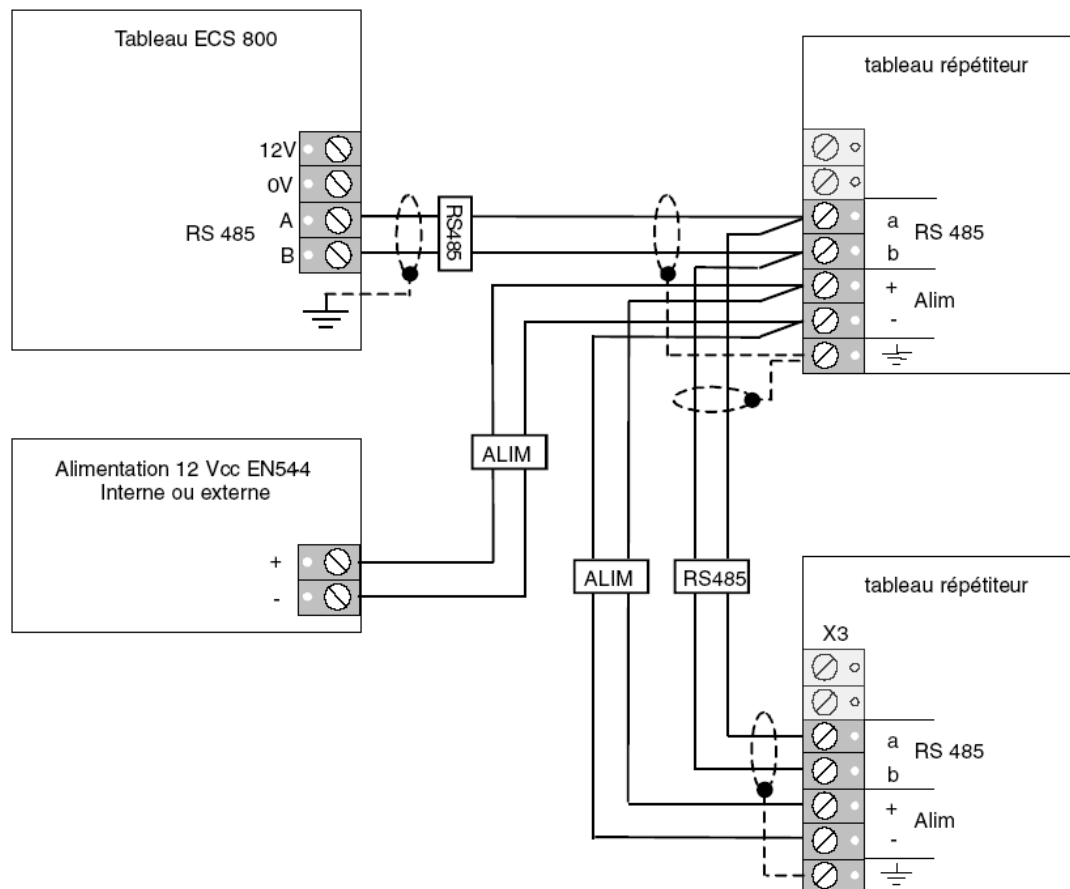 Tableau ECS 800
12V
0V
A
RS 485
B
RS485
tableau répétiteur
a
RS 485
b
+
Alim
-
Alimentation 12 Vcc EN544
Interne ou externe
+
-
ALIM
ALIM
RS485
tableau répétiteur
X3
a
RS 485
b
+
Alim
-